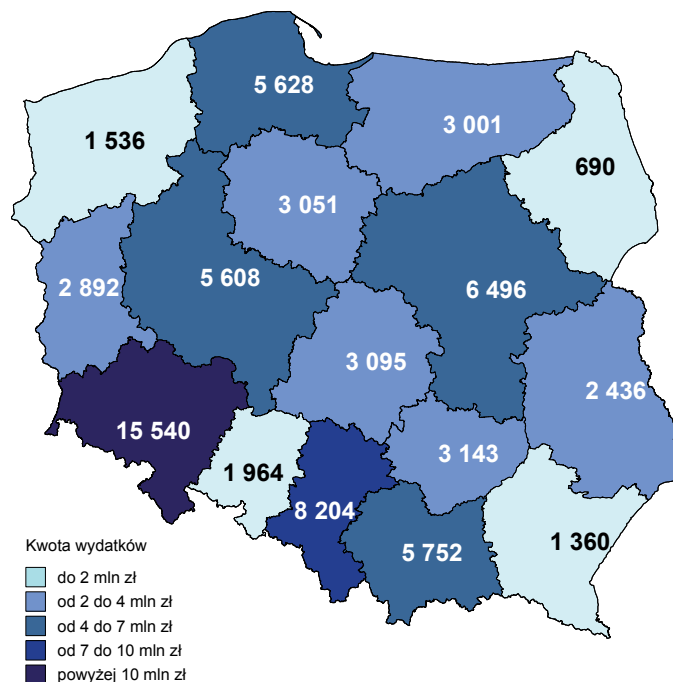 5 628
3 001
1 536
690
3 051
5 608
2 892
6 496
3 095
2 436
15 540
3 143
1 964
8 204
1 360
5 752
Kwota wydatków
do 2 mln zł
od 2 do 4 mln zł
od 4 do 7 mln zł
od 7 do 10 mln zł
powyżej 10 mln zł